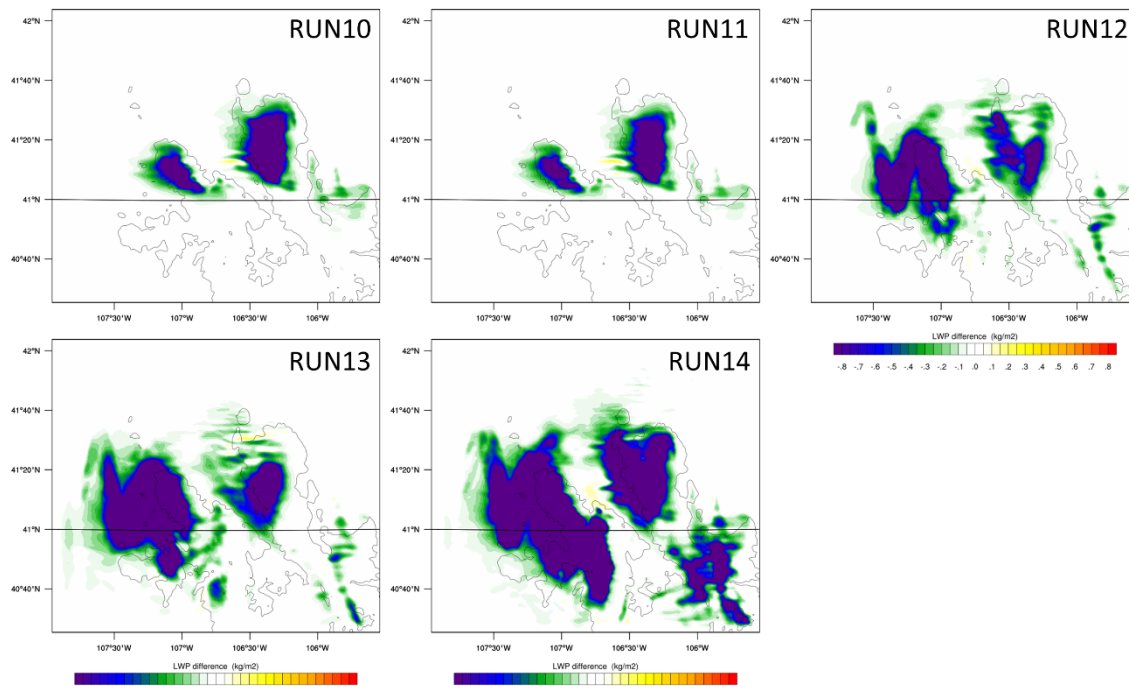 RUN10
42°N
41°40'N
41°20'N
41°N
40°40'N
107°30'W
107°W
106°30'W
106°W
RUN11
42°N
41°40'N
41°20'N
41°N
40°40'N
107°30'W
107°W
106°30'W
106°W
RUN12
42°N
41°40'N
41°20'N
41°N
40°40'N
107°30'W
107°W
106°30'W
106°W
LWP difference (kg/m2)
-.8 -.7 -.6 -.5 -.4 -.3 -.2 -.1 .0 .1 .2 .3 .4 .5 .6 .7 .8
RUN13
42°N
41°40'N
41°20'N
41°N
40°40'N
107°30'W
107°W
106°30'W
106°W
LWP difference (kg/m2)
RUN14
42°N
41°40'N
41°20'N
41°N
40°40'N
107°30'W
107°W
106°30'W
106°W
LWP difference (kg/m2)